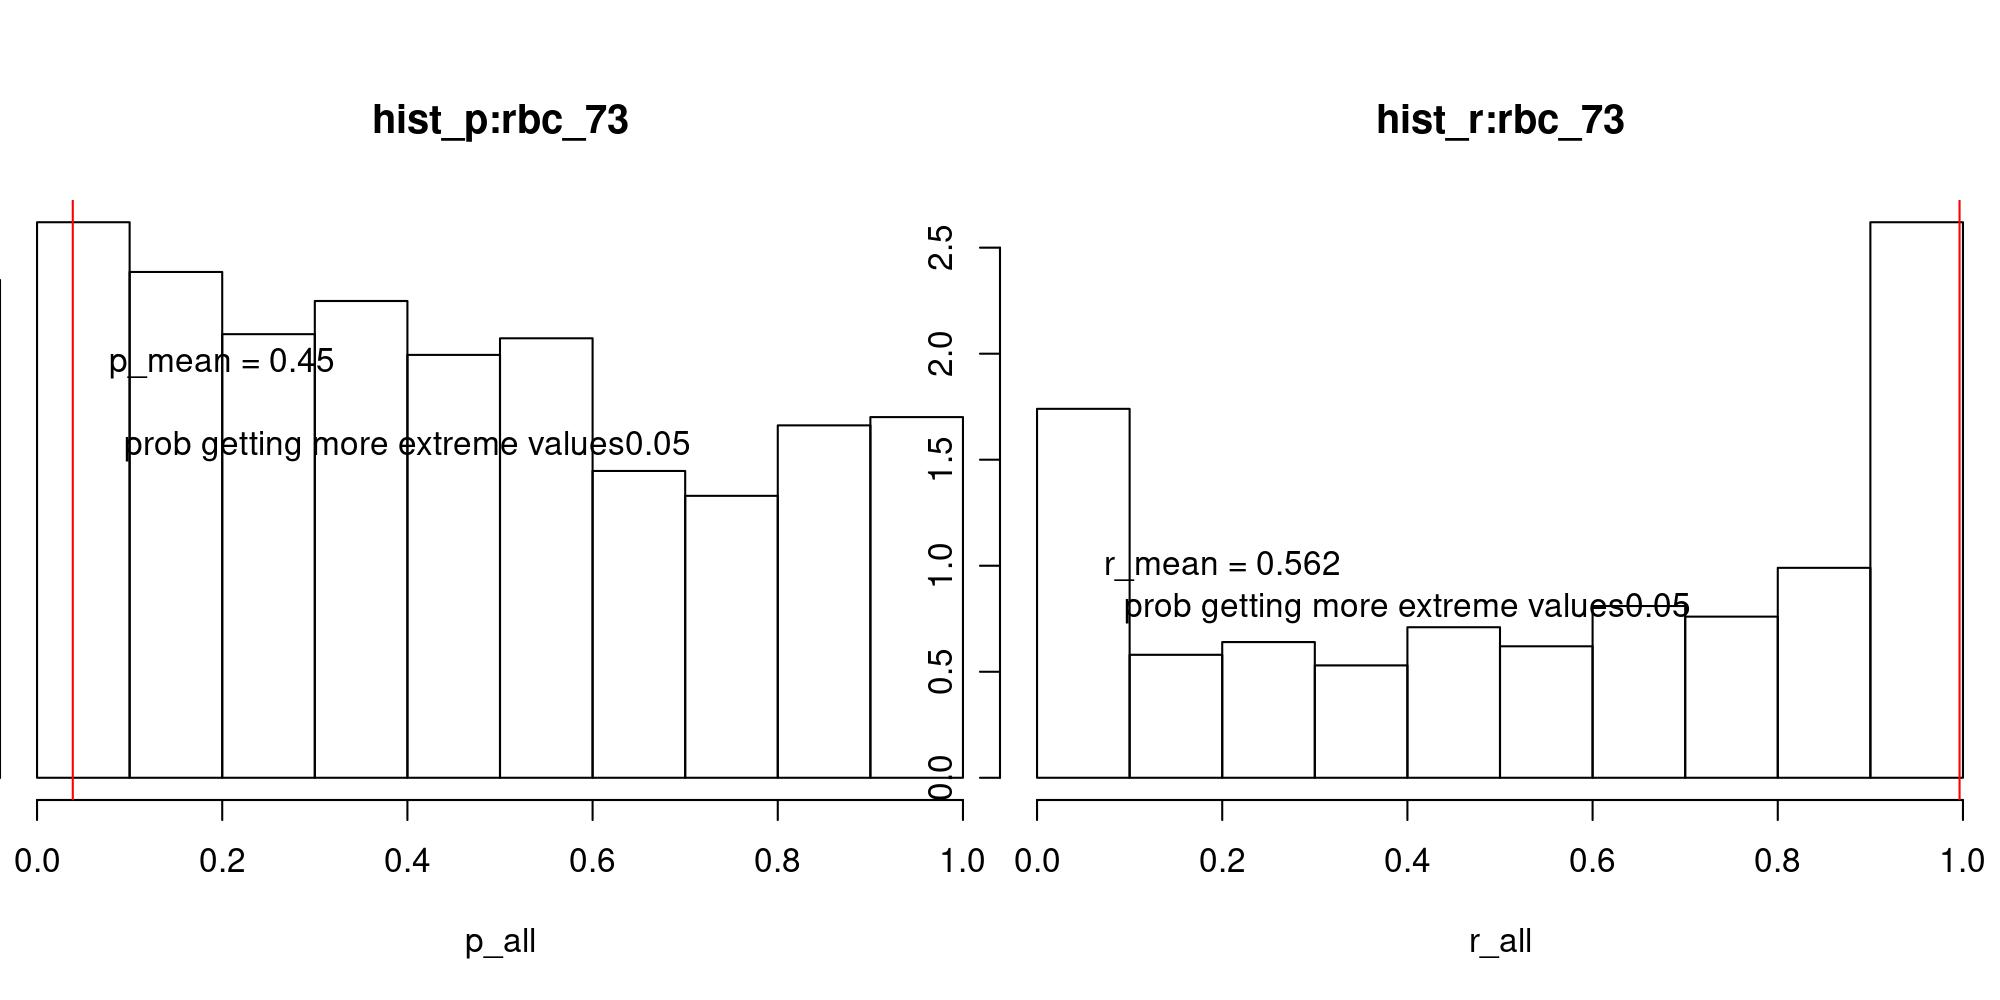 hist_p:rbc_73
p_mean = 0.45
prob getting more extreme values0.05
0.0 0.2 0.4 0.6 0.8 1.0
p_all
hist_r:rbc_73
2.5
2.0
1.5
1.0
0.5
0.0
r_mean = 0.562
prob getting more extreme values0.05
0.0 0.2 0.4 0.6 0.8 1.0
r_all